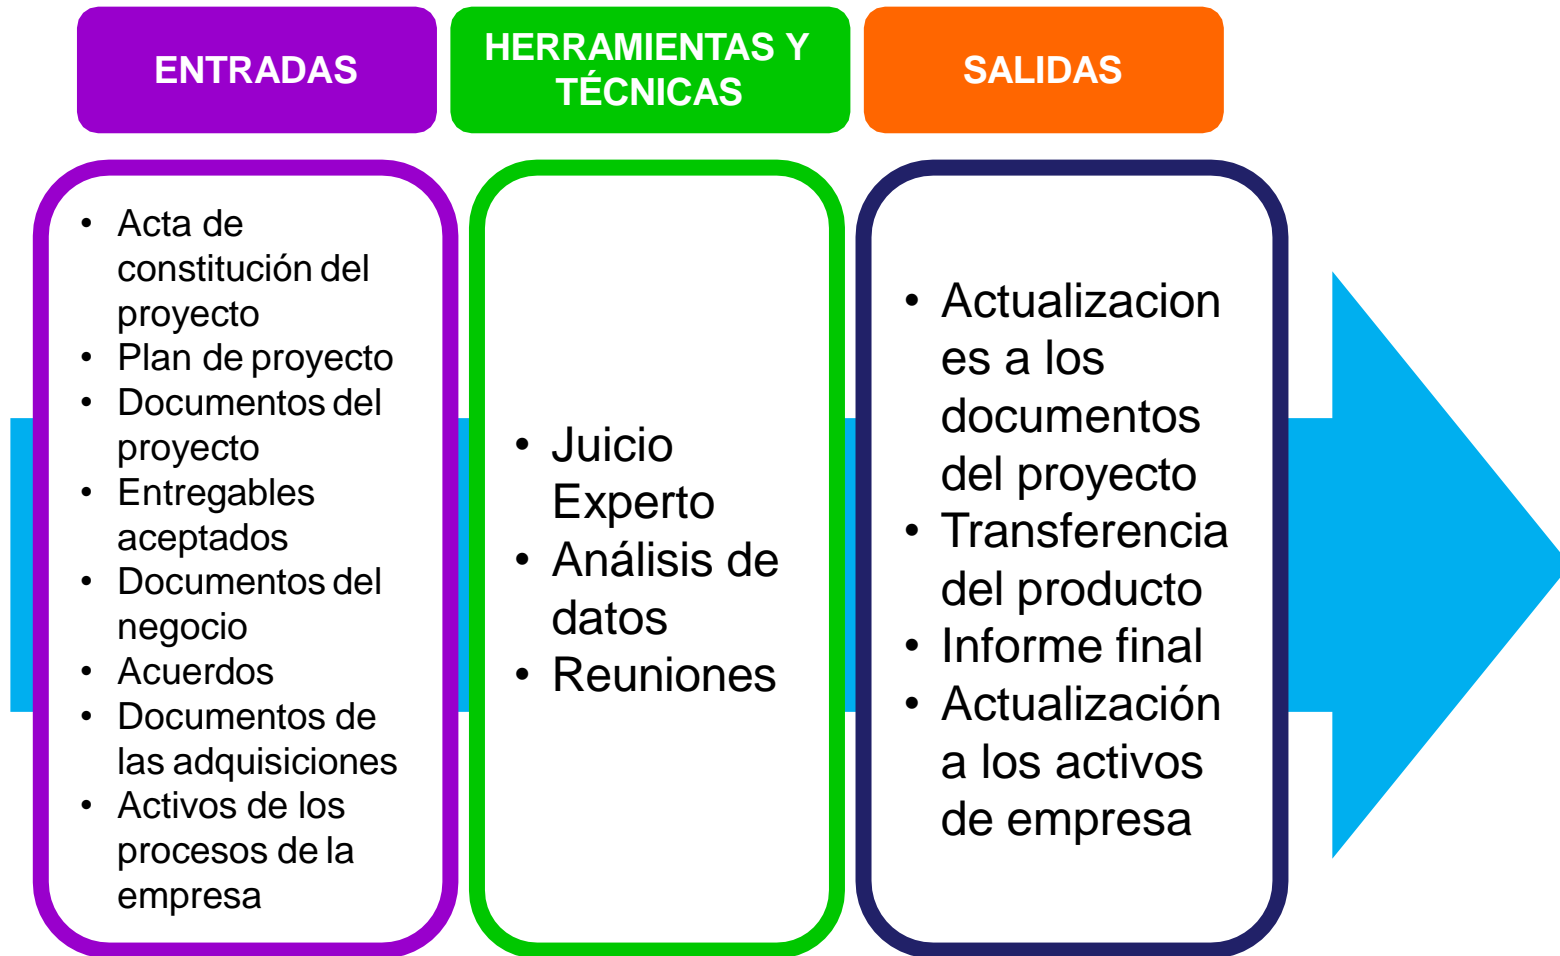 ENTRADAS
HERRAMIENTAS Y
TÉCNICAS
SALIDAS
• Acta de
constitución del
proyecto
• Plan de proyecto
• Documentos del
proyecto
• Entregables
aceptados
• Documentos del
negocio
• Acuerdos
• Documentos de
las adquisiciones
• Activos de los
procesos de la
empresa
• Juicio
Experto
• Análisis de
datos
• Reuniones
• Actualizacion
es a los
documentos
del proyecto
• Transferencia
del producto
• Informe final
• Actualización
a los activos
de empresa